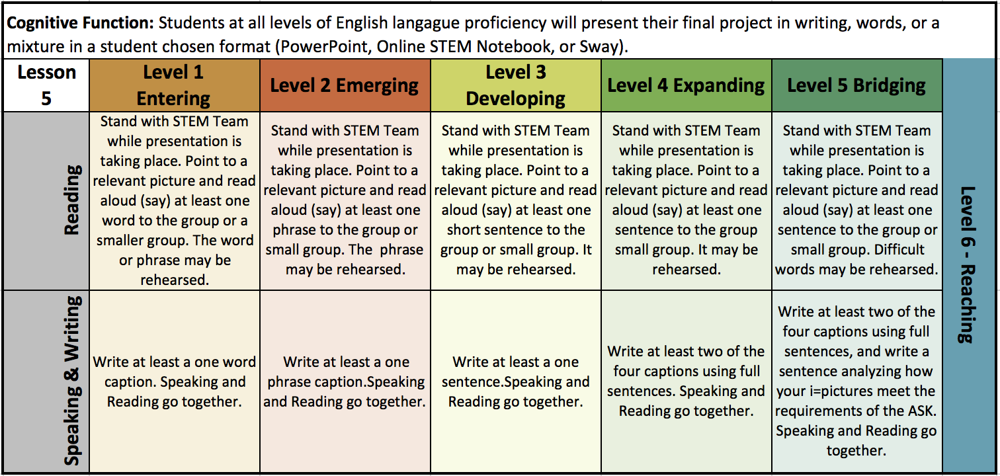 Cognitive Function: Students at all levels of English langague proficiency will present their final project in writing, words, or a
mixture in a student chosen format (PowerPoint, Online STEM Notebook, or Sway).
Lesson
5
Level 1
Entering
Level 2 Emerging
Level 3
Developing
Level 4 Expanding
Level 5 Bridging
Level 6 - Reaching
Reading
Stand with STEM Team
while presentation is
taking place. Point to a
relevant picture and read
aloud (say) at least one
word to the group or a
smaller group. The word
or phrase may be
rehearsed.
Stand with STEM Team
while presentation is
taking place. Point to a
relevant picture and read
aloud (say) at least one
phrase to the group or
small group. The  phrase
may be rehearsed.
Stand with STEM Team
while presentation is
taking place. Point to a
relevant picture and read
aloud (say) at least one
short sentence to the
group or small group. It
may be rehearsed.
Stand with STEM Team
while presentation is
taking place. Point to a
relevant picture and read
aloud (say) at least one
sentence to the group
small group. It may be
rehearsed.
Stand with STEM Team
while presentation is
taking place. Point to a
relevant picture and read
aloud (say) at least one
sentence to the group or
small group. Difficult
words may be rehearsed.
Speaking & Writing
Write at least a one word
caption. Speaking and
Reading go together.
Write at least a one
phrase caption.Speaking
and Reading go together.
Write at least a one
sentence.Speaking and
Reading go together.
Write at least two of the
four captions using full
sentences. Speaking and
Reading go together.
Write at least two of the
four captions using full
sentences, and write a
sentence analyzing how
your i=pictures meet the
requirements of the ASK.
Speaking and Reading go
together.